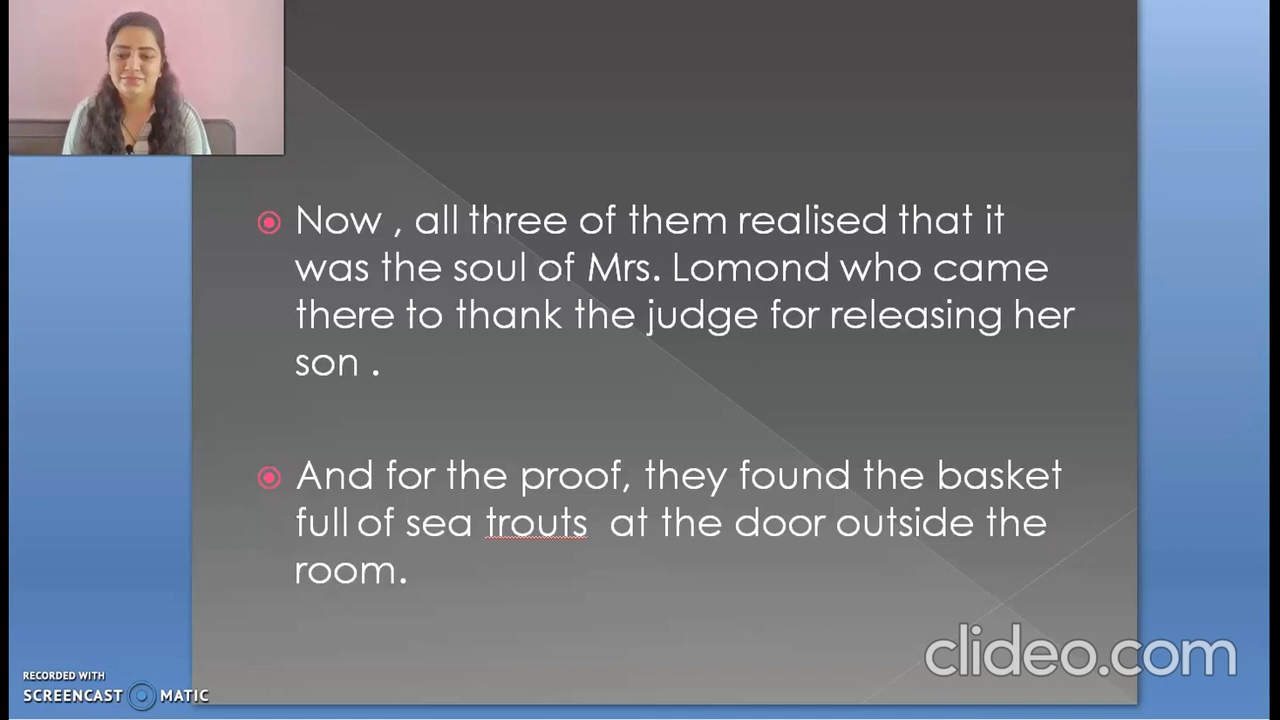 Now , all three of them realised that it
was the soul of Mrs. Lomond who came
there to thank the judge for releasing her
son .
And for the proof, they found the basket
full of sea trouts at the door outside the
room.
clideo.com
RECORDED WITH
SCREENCAST MATIC